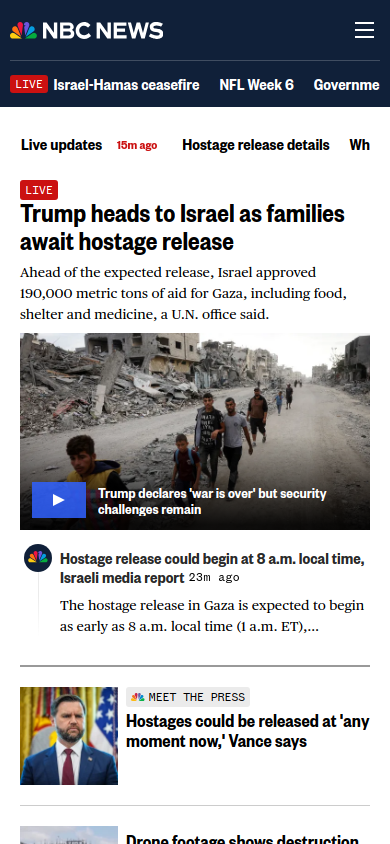 NBC NEWS
LIVE Israel-Hamas ceasefire NFL Week 6 Governme
Live updates 15m ago Hostage release details Wh
LIVE
Trump heads to Israel as families
await hostage release
Ahead of the expected release, Israel approved
190,000 metric tons of aid for Gaza, including food,
shelter and medicine, a U.N. office said.
Trump declares 'war is over' but security
challenges remain
Hostage release could begin at 8 a.m. local time,
Israeli media report 23m ago
The hostage release in Gaza is expected to begin
as early as 8 a.m. local time (1 a.m. ET),...
MEET THE PRESS
Hostages could be released at 'any
moment now,' Vance says
Drone footage shows destruction